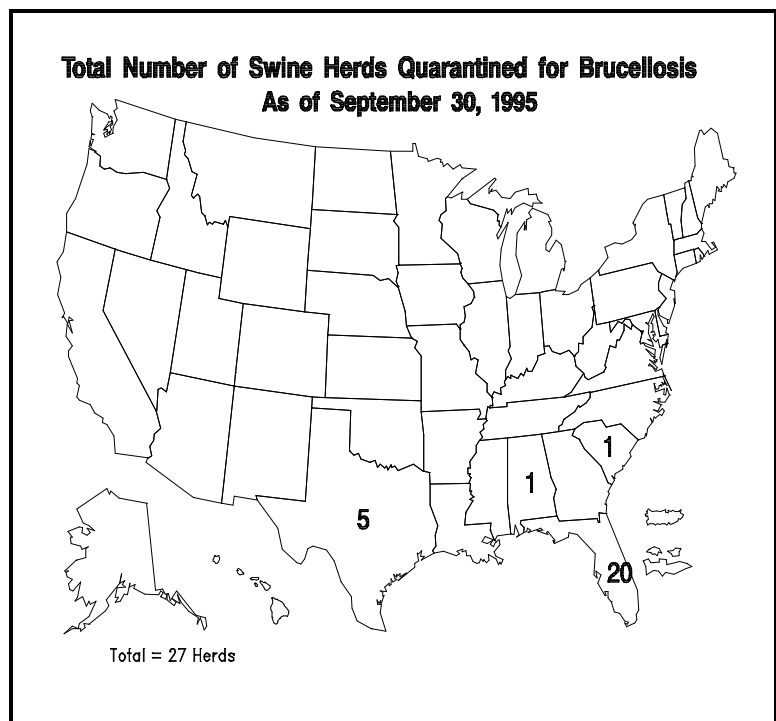 Total Number of Swine Herds Quarantined for Brucellosis
As of September 30, 1995
1
1
5
20
Total = 27 Herds